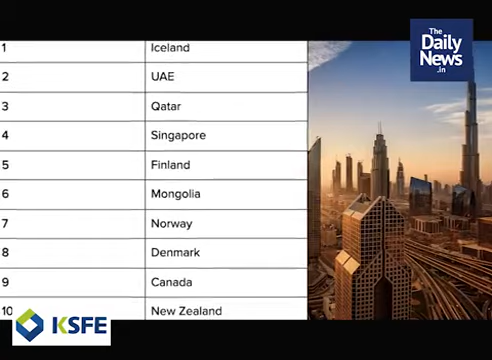 The
Daily
News
.in
1 Iceland
2 UAE
3 Qatar
4 Singapore
5 Finland
6 Mongolia
7 Norway
8 Denmark
9 Canada
10 New Zealand
KSFE